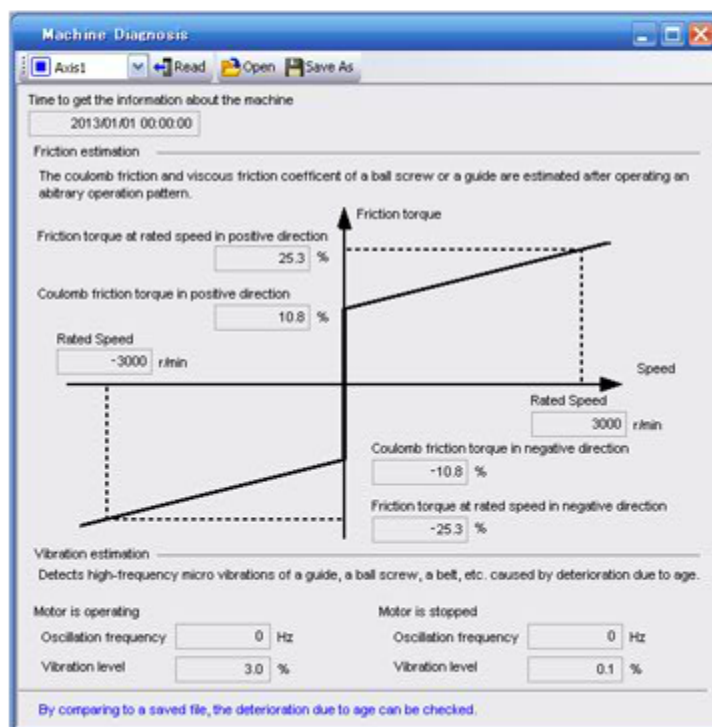 Machine Diagnosis
Axis1 Read Open Save As
Time to get the information about the machine
2013/01/01 00:00:00
Friction estimation
The coulomb friction and viscous friction coefficent of a ball screw or a guide are estimated after operating an
abitrary operation pattern.
Friction torque
Friction torque at rated speed in positive direction
25.3 %
Coulomb friction torque in positive direction
10.8 %
Rated Speed
-3000 r/min
Speed
Rated Speed
3000 r/min
Coulomb friction torque in negative direction
-10.8 %
Friction torque at rated speed in negative direction
-25.3 %
Vibration estimation
Detects high-frequency micro vibrations of a guide, a ball screw, a belt, etc. caused by deterioration due to age.
Motor is operating
Oscillation frequency 0 Hz
Vibration level 3.0 %
Motor is stopped
Oscillation frequency 0 Hz
Vibration level 0.1 %
By comparing to a saved file, the deterioration due to age can be checked.